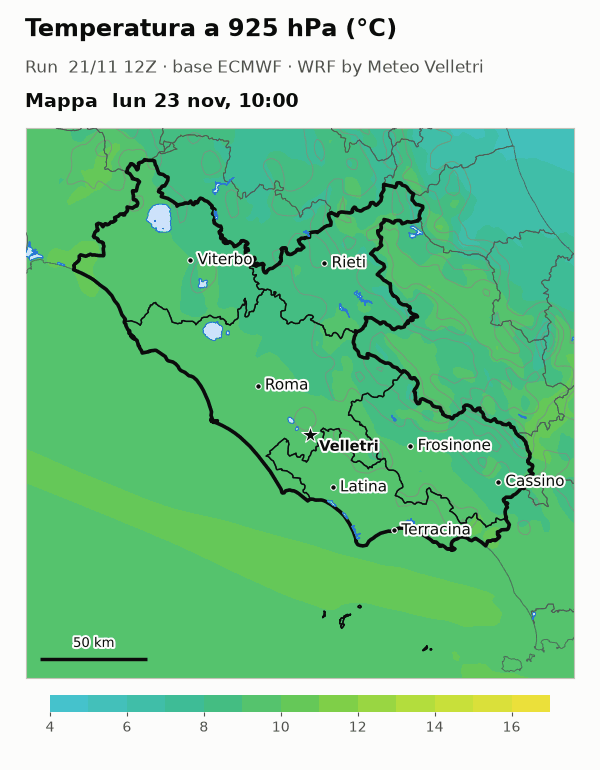 Temperatura a 925 hPa (°C)
Run  21/11 12Z · base ECMWF · WRF by Meteo Velletri
Mappa  lun 23 nov, 10:00
Viterbo
Rieti
Roma
Velletri
Frosinone
Cassino
Latina
Terracina
50 km
4 6 8 10 12 14 16